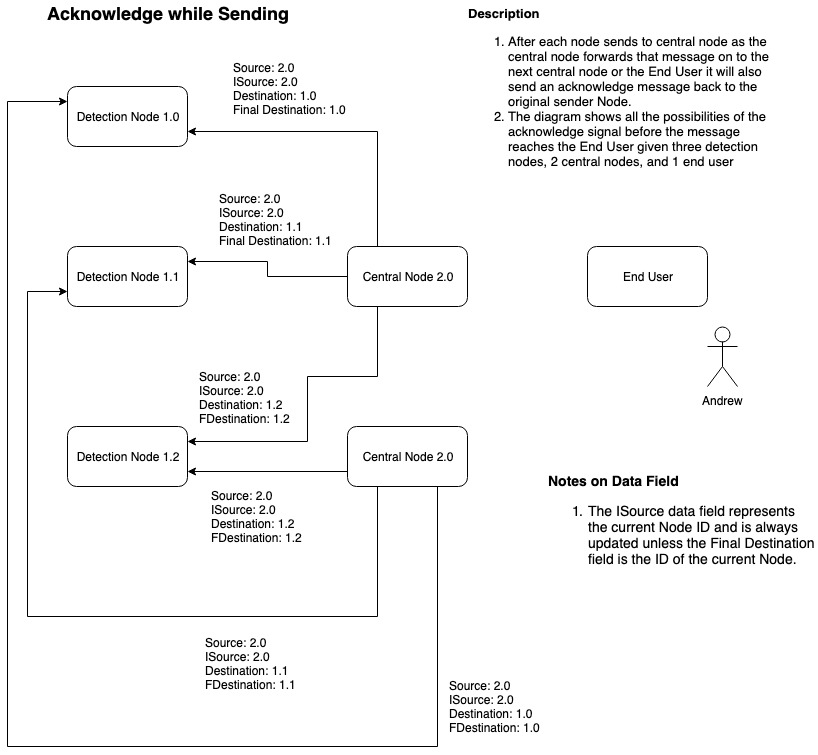 Acknowledge while Sending
Description
1. After each node sends to central node as the
central node forwards that message on to the
next central node or the End User it will also
send an acknowledge message back to the
original sender Node.
2. The diagram shows all the possibilities of the
acknowledge signal before the message
reaches the End User given three detection
nodes, 2 central nodes, and 1 end user
Source: 2.0
ISource: 2.0
Destination: 1.0
Final Destination: 1.0
Detection Node 1.0
Source: 2.0
ISource: 2.0
Destination: 1.1
Final Destination: 1.1
Detection Node 1.1
Central Node 2.0
End User
Andrew
Source: 2.0
ISource: 2.0
Destination: 1.2
FDestination: 1.2
Detection Node 1.2
Central Node 2.0
Source: 2.0
ISource: 2.0
Destination: 1.2
FDestination: 1.2
Notes on Data Field
1. The ISource data field represents
the current Node ID and is always
updated unless the Final Destination
field is the ID of the current Node.
Source: 2.0
ISource: 2.0
Destination: 1.1
FDestination: 1.1
Source: 2.0
ISource: 2.0
Destination: 1.0
FDestination: 1.0